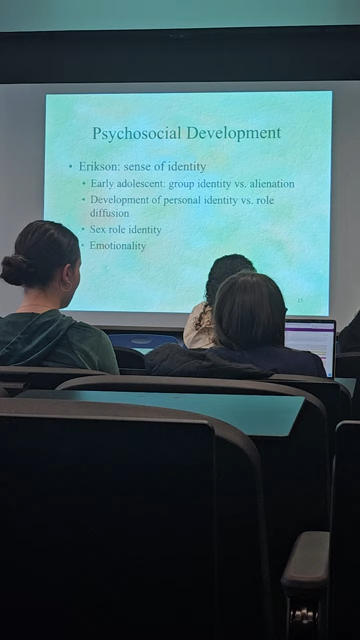 Psychosocial Development
• Erikson: sense of identity
• Early adolescent: group identity vs. alienation
• Development of personal identity vs. role
diffusion
• Sex role identity
• Emotionality
15